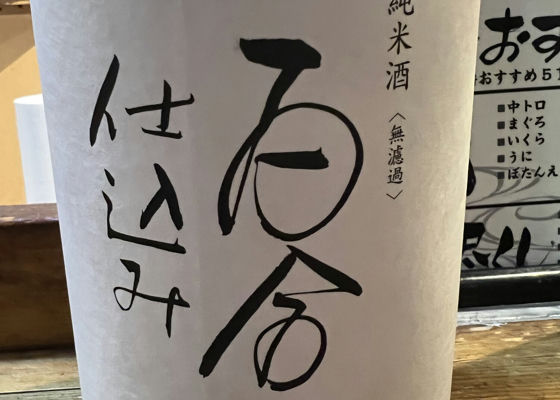 純米酒
〈無濾過〉
百合
仕込み
おす
おすすめ51
中トロ
まぐろ
いくら
うに
ぼたんえ